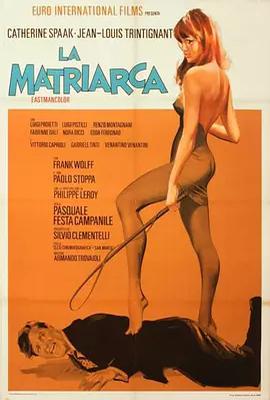 EURO INTERNATIONAL FILMS PRESENTA
CATHERINE SPAAK-JEAN-LOUIS TRINTIGNANT
LA
MATRIARCA
EASTMANCOLOR
LUIGI PROIETTI LUIGI PISTILLI RENZO MONTAGNANI
FABIENNE DALI NORA RICCI EDDA FERRONAO
VITTORIO CAPRIOLI GABRIELE TINTI VENANTINO VENANTINI
FRANK WOLFF
PAOLO STOPPA
PHILIPPE LEROY
PASQUALE
FESTA CAMPANILE
SILVIO CLEMENTELLI
ARMANDO TROVAJOLI